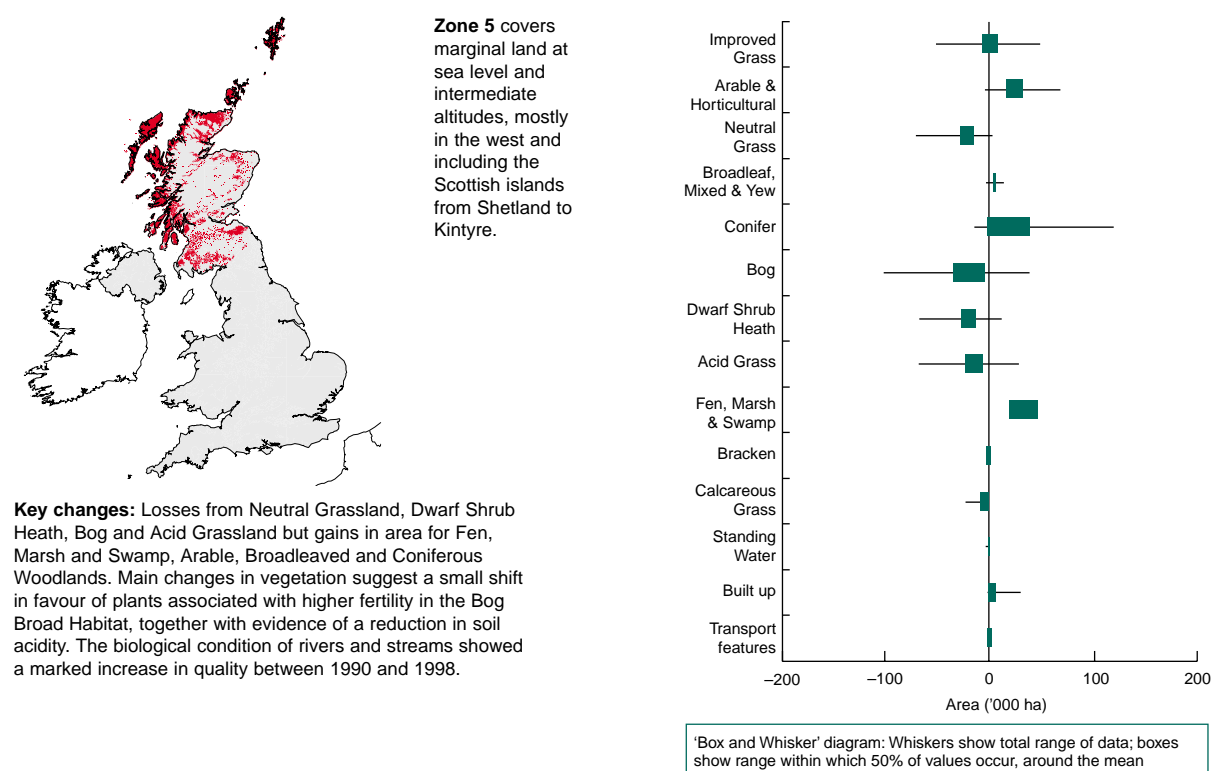 Zone 5 covers
marginal land at
sea level and
intermediate
altitudes, mostly
in the west and
including the
Scottish islands
from Shetland to
Kintyre.
Key changes: Losses from Neutral Grassland, Dwarf Shrub
Heath, Bog and Acid Grassland but gains in area for Fen,
Marsh and Swamp, Arable, Broadleaved and Coniferous
Woodlands. Main changes in vegetation suggest a small shift
in favour of plants associated with higher fertility in the Bog
Broad Habitat, together with evidence of a reduction in soil
acidity. The biological condition of rivers and streams showed
a marked increase in quality between 1990 and 1998.
Improved
Grass
Arable &
Horticultural
Neutral
Grass
Broadleaf,
Mixed & Yew
Conifer
Bog
Dwarf Shrub
Heath
Acid Grass
Fen, Marsh
& Swamp
Bracken
Calcareous
Grass
Standing
Water
Built up
Transport
features
–200 –100 0 100 200
Area ('000 ha)
'Box and Whisker' diagram: Whiskers show total range of data; boxes
show range within which 50% of values occur, around the mean